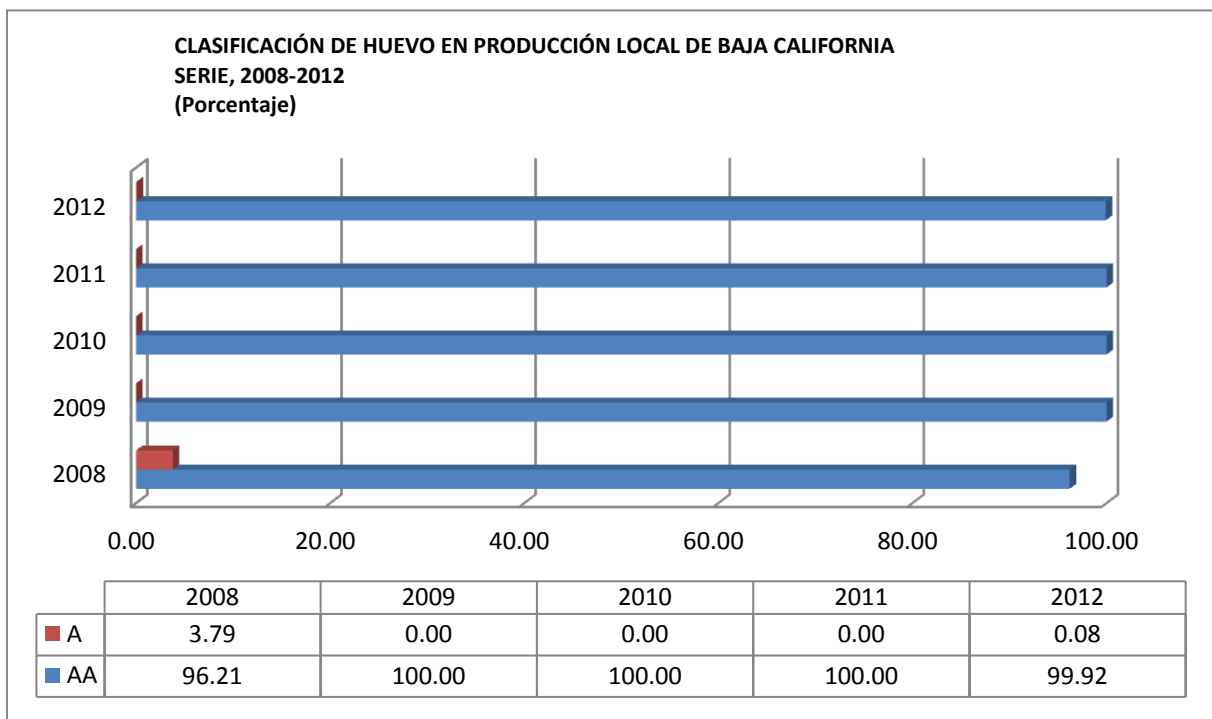 CLASIFICACIÓN DE HUEVO EN PRODUCCIÓN LOCAL DE BAJA CALIFORNIA
SERIE, 2008-2012
(Porcentaje)
2012
2011
2010
2009
2008
0.00 20.00 40.00 60.00 80.00 100.00
2008 2009 2010 2011 2012
A 3.79 0.00 0.00 0.00 0.08
AA 96.21 100.00 100.00 100.00 99.92